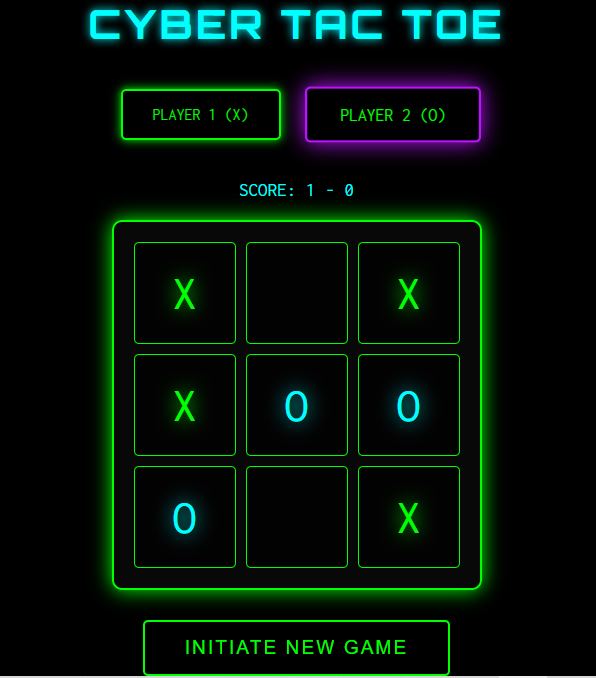 CYBER TAC TOE
PLAYER 1 (X) PLAYER 2 (O)
SCORE: 1 - 0
X X
X O O
O X
INITIATE NEW GAME